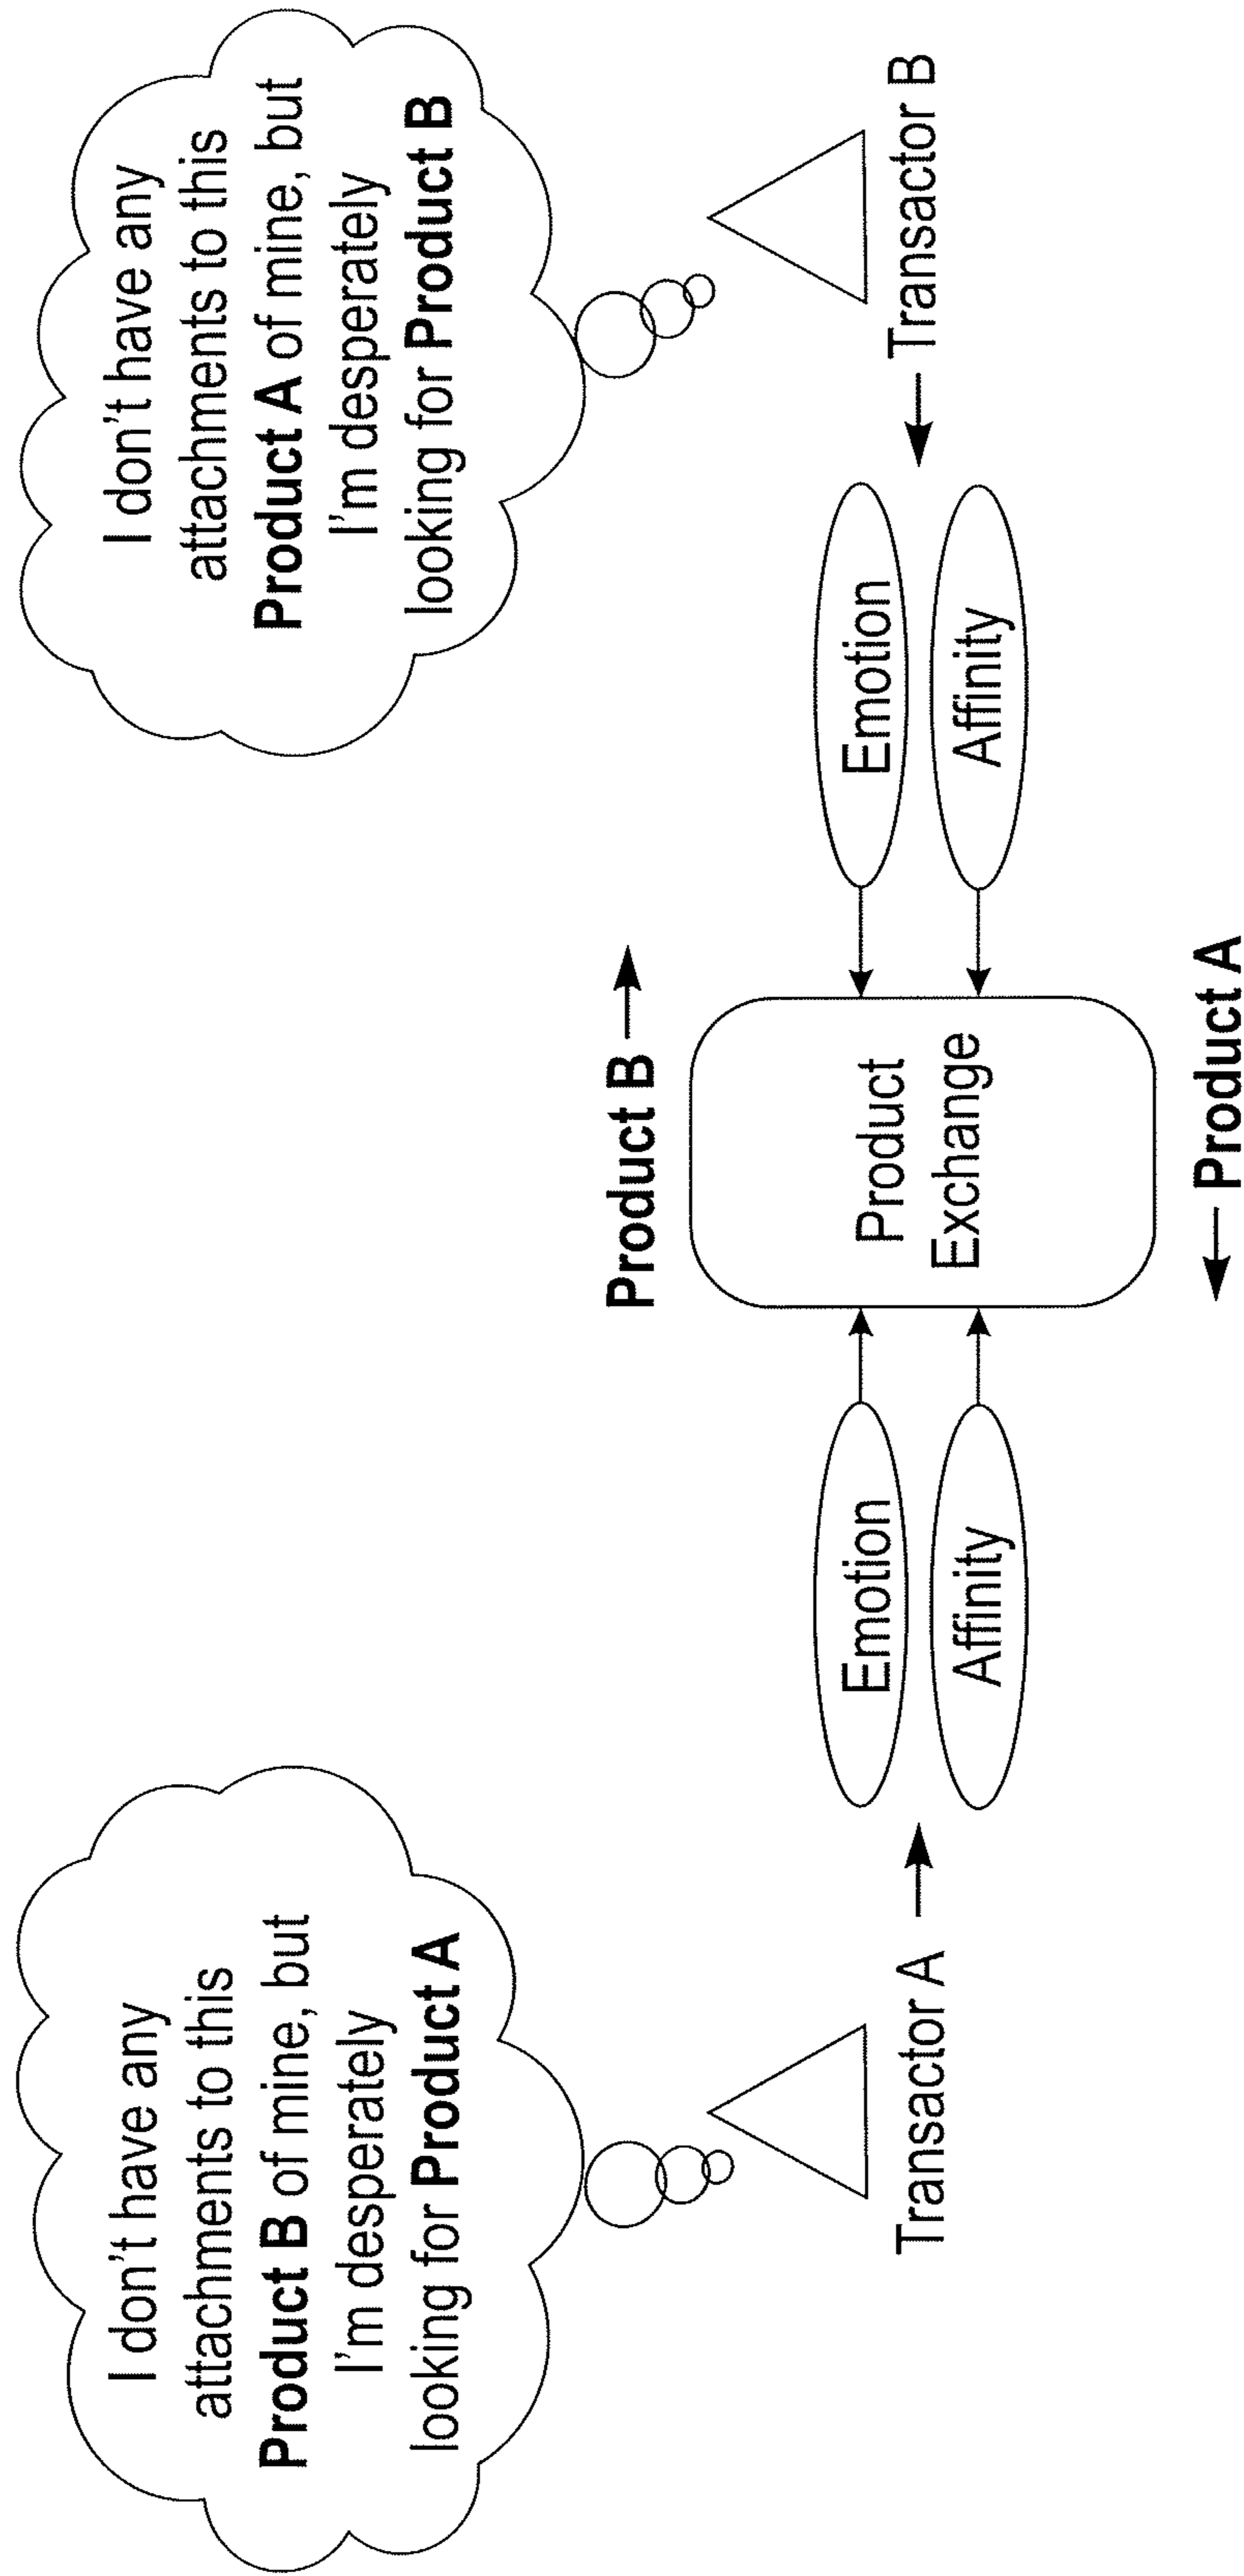 I don't have any
attachments to this
Product B of mine, but
I'm desperately
looking for Product A
I don't have any
attachments to this
Product A of mine, but
I'm desperately
looking for Product B
Product B
Emotion
Affinity
Product
Exchange
Emotion
Affinity
Transactor A
Transactor B
Product A